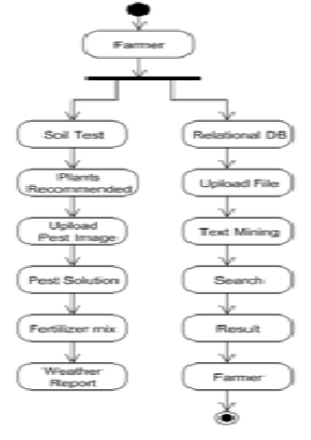 Farmer
Soil Test
Relational DB
Plants
Recommended
Upload File
Upload
Pest Image
Text Mining
Pest Solution
Search
Fertilizer mix
Result
Weather
Report
Farmer